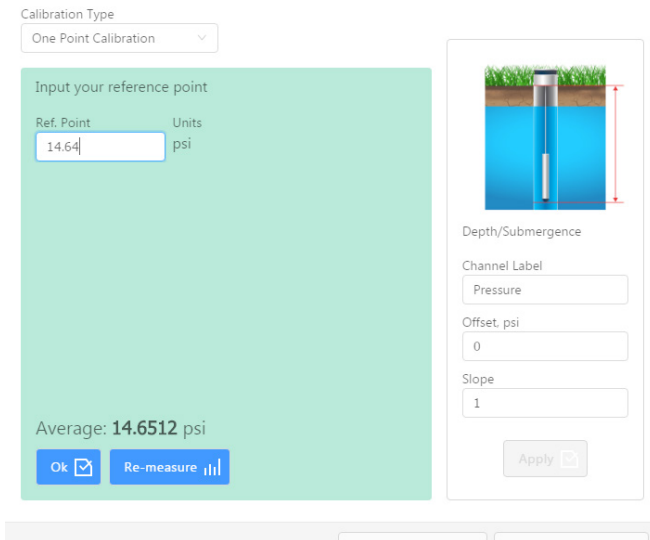 Calibration Type
One Point Calibration
Input your reference point
Ref. Point Units
14.64 psi
Average: 14.6512 psi
Ok Re-measure
Depth/Submergence
Channel Label
Pressure
Offset, psi
0
Slope
1
Apply